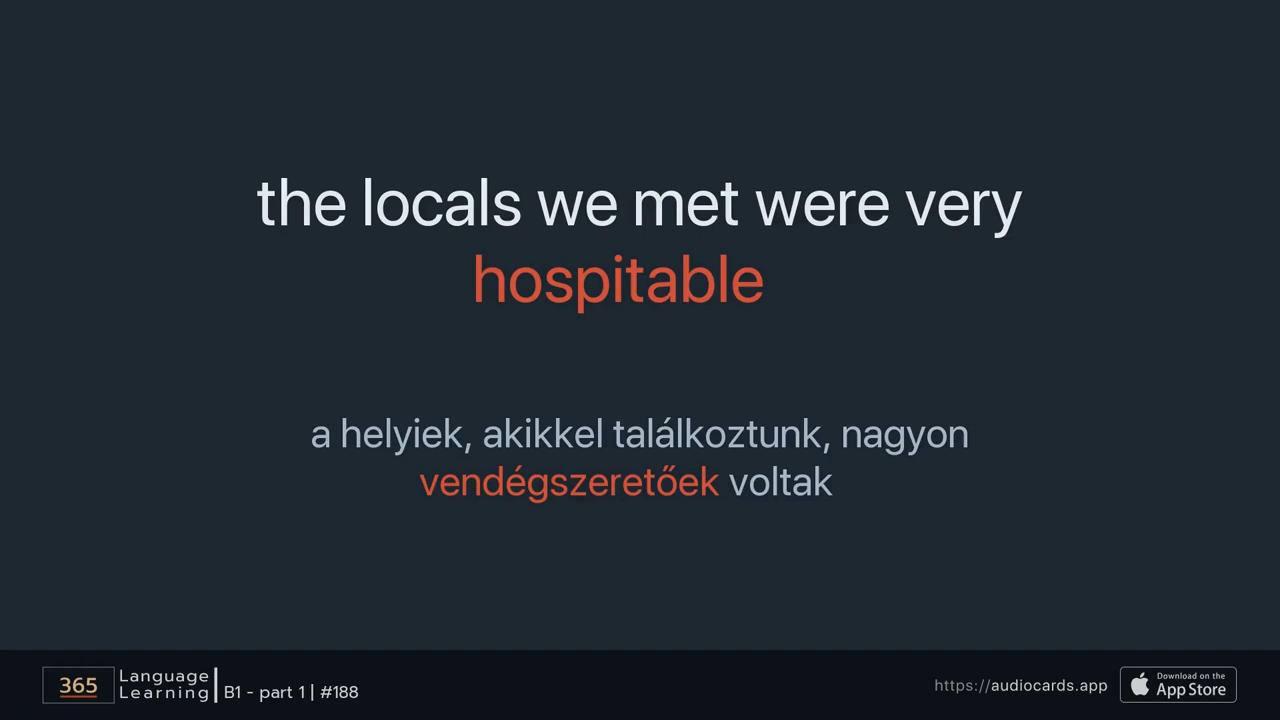 the locals we met were very
hospitable
a helyiek, akikkel találkoztunk, nagyon
vendégszeretőek voltak
365
Language
Learning
B1 - part 1 | #188
https://audiocards.app
Download on the
App Store